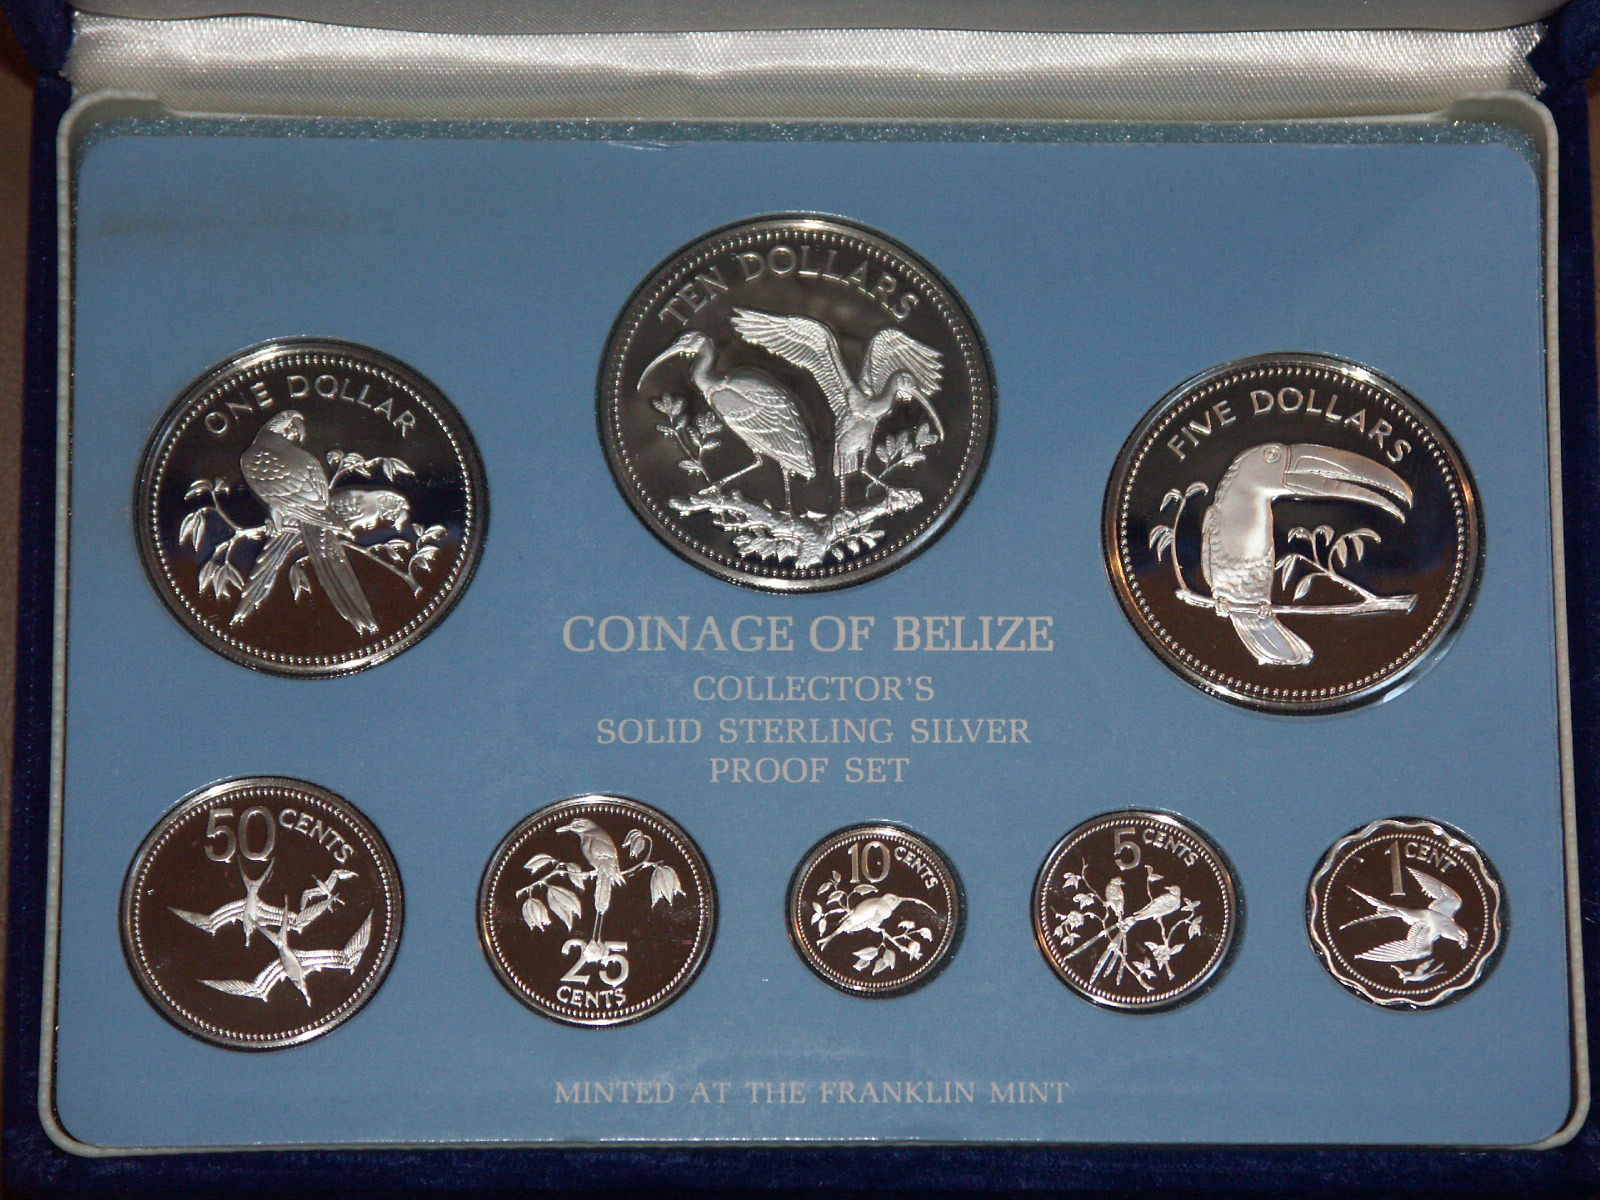 TEN DOLLARS
ONE DOLLAR
FIVE DOLLARS
COINAGE OF BELIZE
COLLECTOR'S
SOLID STERLING SILVER
PROOF SET
50 CENTS
25
CENTS
10 CENTS
5 CENTS
1 CENT
MINTED AT THE FRANKLIN MINT